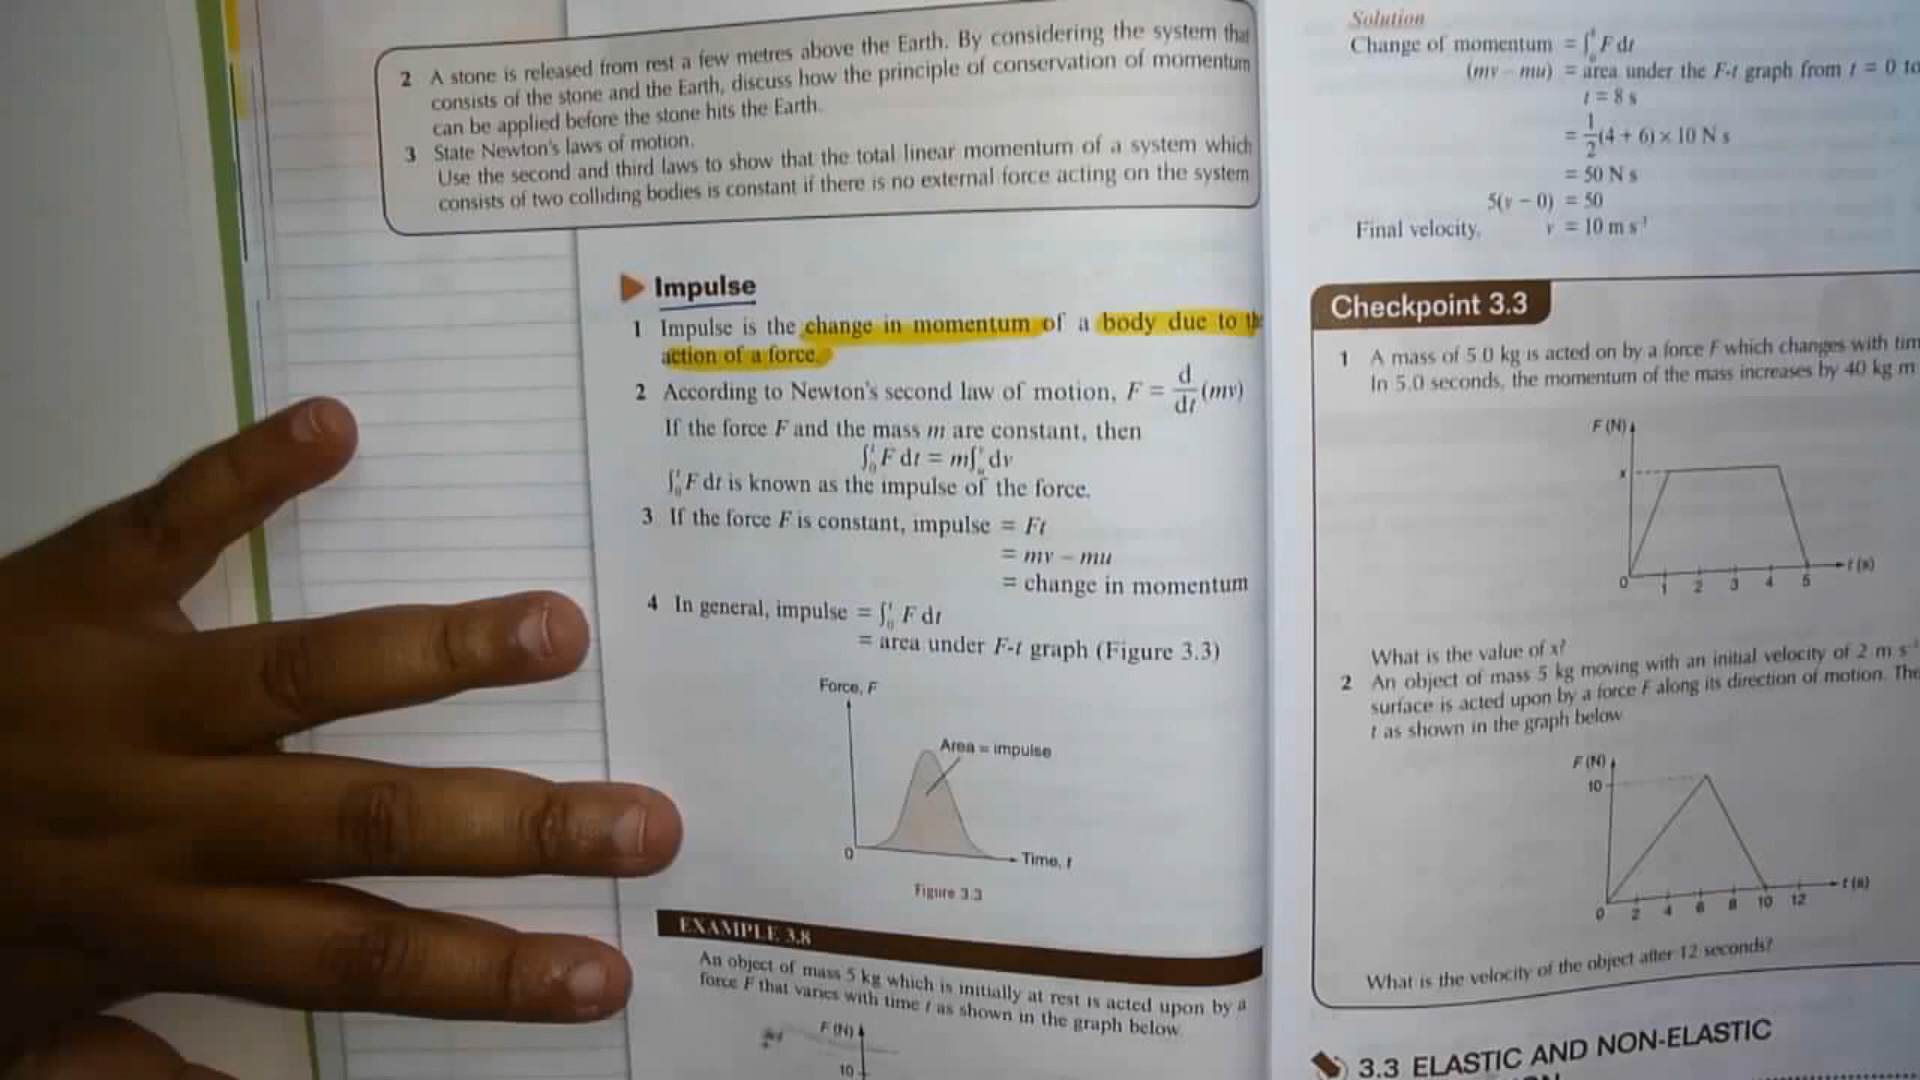 2 A stone is released from rest a few metres above the Earth. By considering the system that
consists of the stone and the Earth, discuss how the principle of conservation of momentum
can be applied before the stone hits the Earth.
3 State Newton's laws of motion.
Use the second and third laws to show that the total linear momentum of a system which
consists of two colliding bodies is constant if there is no external force acting on the system
Impulse
1 Impulse is the change in momentum of a body due to the
action of a force.
2 According to Newton's second law of motion, F = d/dt (mv)
If the force F and the mass m are constant, then
∫₀ᵗ F dt = m∫ᵤᵛ dv
∫₀ᵗ F dt is known as the impulse of the force.
3 If the force F is constant, impulse = Ft
= mv – mu
= change in momentum
4 In general, impulse = ∫₀ᵗ F dt
= area under F-t graph (Figure 3.3)
Force, F
Area = impulse
0
Time, t
Figure 3.3
EXAMPLE 3.8
An object of mass 5 kg which is initially at rest is acted upon by a
force F that varies with time t as shown in the graph below.
F (N)
10
Solution
Change of momentum = ∫₀ᵗ F dt
(mv – mu) = area under the F-t graph from t = 0 to
t = 8 s
= 1/2 (4 + 6) × 10 N s
= 50 N s
5(v – 0) = 50
Final velocity, v = 10 m s⁻¹
Checkpoint 3.3
1 A mass of 5.0 kg is acted on by a force F which changes with
In 5.0 seconds, the momentum of the mass increases by 40 kg m
F (N)
x
0 1 2 3 4 5 t (s)
What is the value of x?
2 An object of mass 5 kg moving with an initial velocity of 2 m s⁻¹
surface is acted upon by a force F along its direction of motion. The
t as shown in the graph below
F (N)
10
0 2 4 6 8 10 12 t (s)
What is the velocity of the object after 12 seconds?
3.3 ELASTIC AND NON-ELASTIC